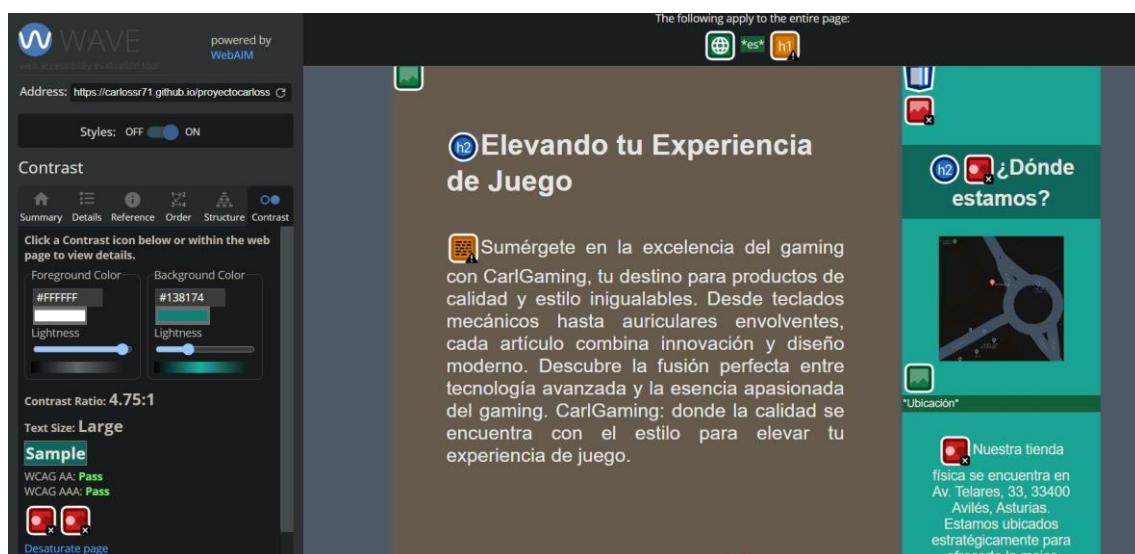 WAVE
powered by
WebAIM
web accessibility evaluation tool
Address: https://carlossr71.github.io/proyectocarloss
Styles: OFF ON
Contrast
Summary Details Reference Order Structure Contrast
Click a Contrast icon below or within the web
page to view details.
Foreground Color
#FFFFFF
Lightness
Background Color
#138174
Lightness
Contrast Ratio: 4.75:1
Text Size: Large
Sample
WCAG AA: Pass
WCAG AAA: Pass
Desaturate page
The following apply to the entire page:
*es* h1
h2 Elevando tu Experiencia
de Juego
Sumérgete en la excelencia del gaming
con CarlGaming, tu destino para productos de
calidad y estilo inigualables. Desde teclados
mecánicos hasta auriculares envolventes,
cada artículo combina innovación y diseño
moderno. Descubre la fusión perfecta entre
tecnología avanzada y la esencia apasionada
del gaming. CarlGaming: donde la calidad se
encuentra con el estilo para elevar tu
experiencia de juego.
h2 ¿Dónde
estamos?
*Ubicación*
Nuestra tienda
física se encuentra en
Av. Telares, 33, 33400
Avilés, Asturias.
Estamos ubicados
estratégicamente para